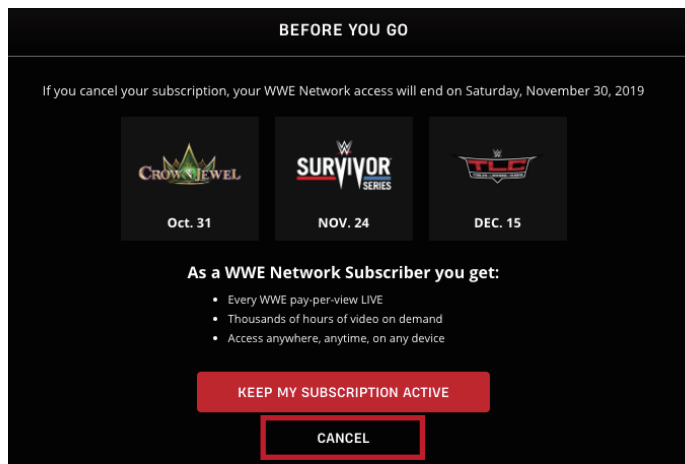 BEFORE YOU GO
If you cancel your subscription, your WWE Network access will end on Saturday, November 30, 2019
CROWN JEWEL
Oct. 31
SURVIVOR
SERIES
NOV. 24
TLC
DEC. 15
As a WWE Network Subscriber you get:
• Every WWE pay-per-view LIVE
• Thousands of hours of video on demand
• Access anywhere, anytime, on any device
KEEP MY SUBSCRIPTION ACTIVE
CANCEL